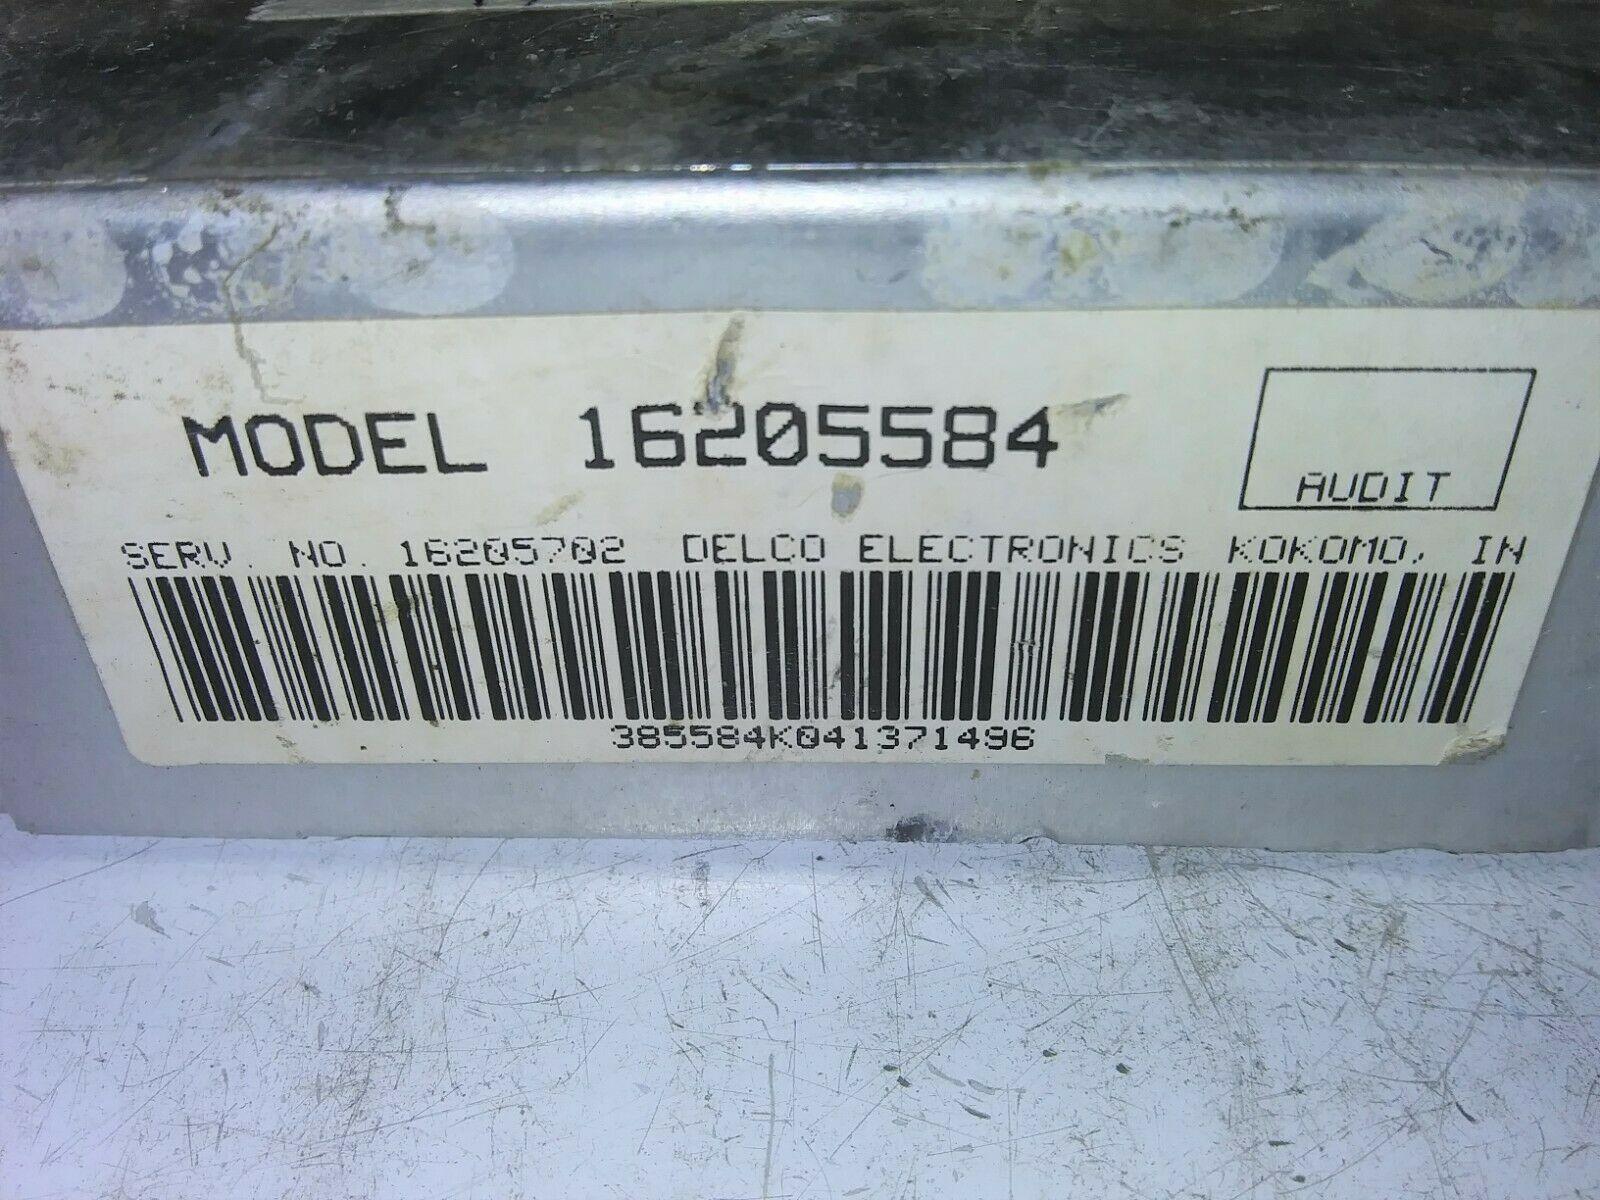 MODEL 16205584
AUDIT
SERV. NO. 16205702 DELCO ELECTRONICS KOKOMO, IN
385584K041371496